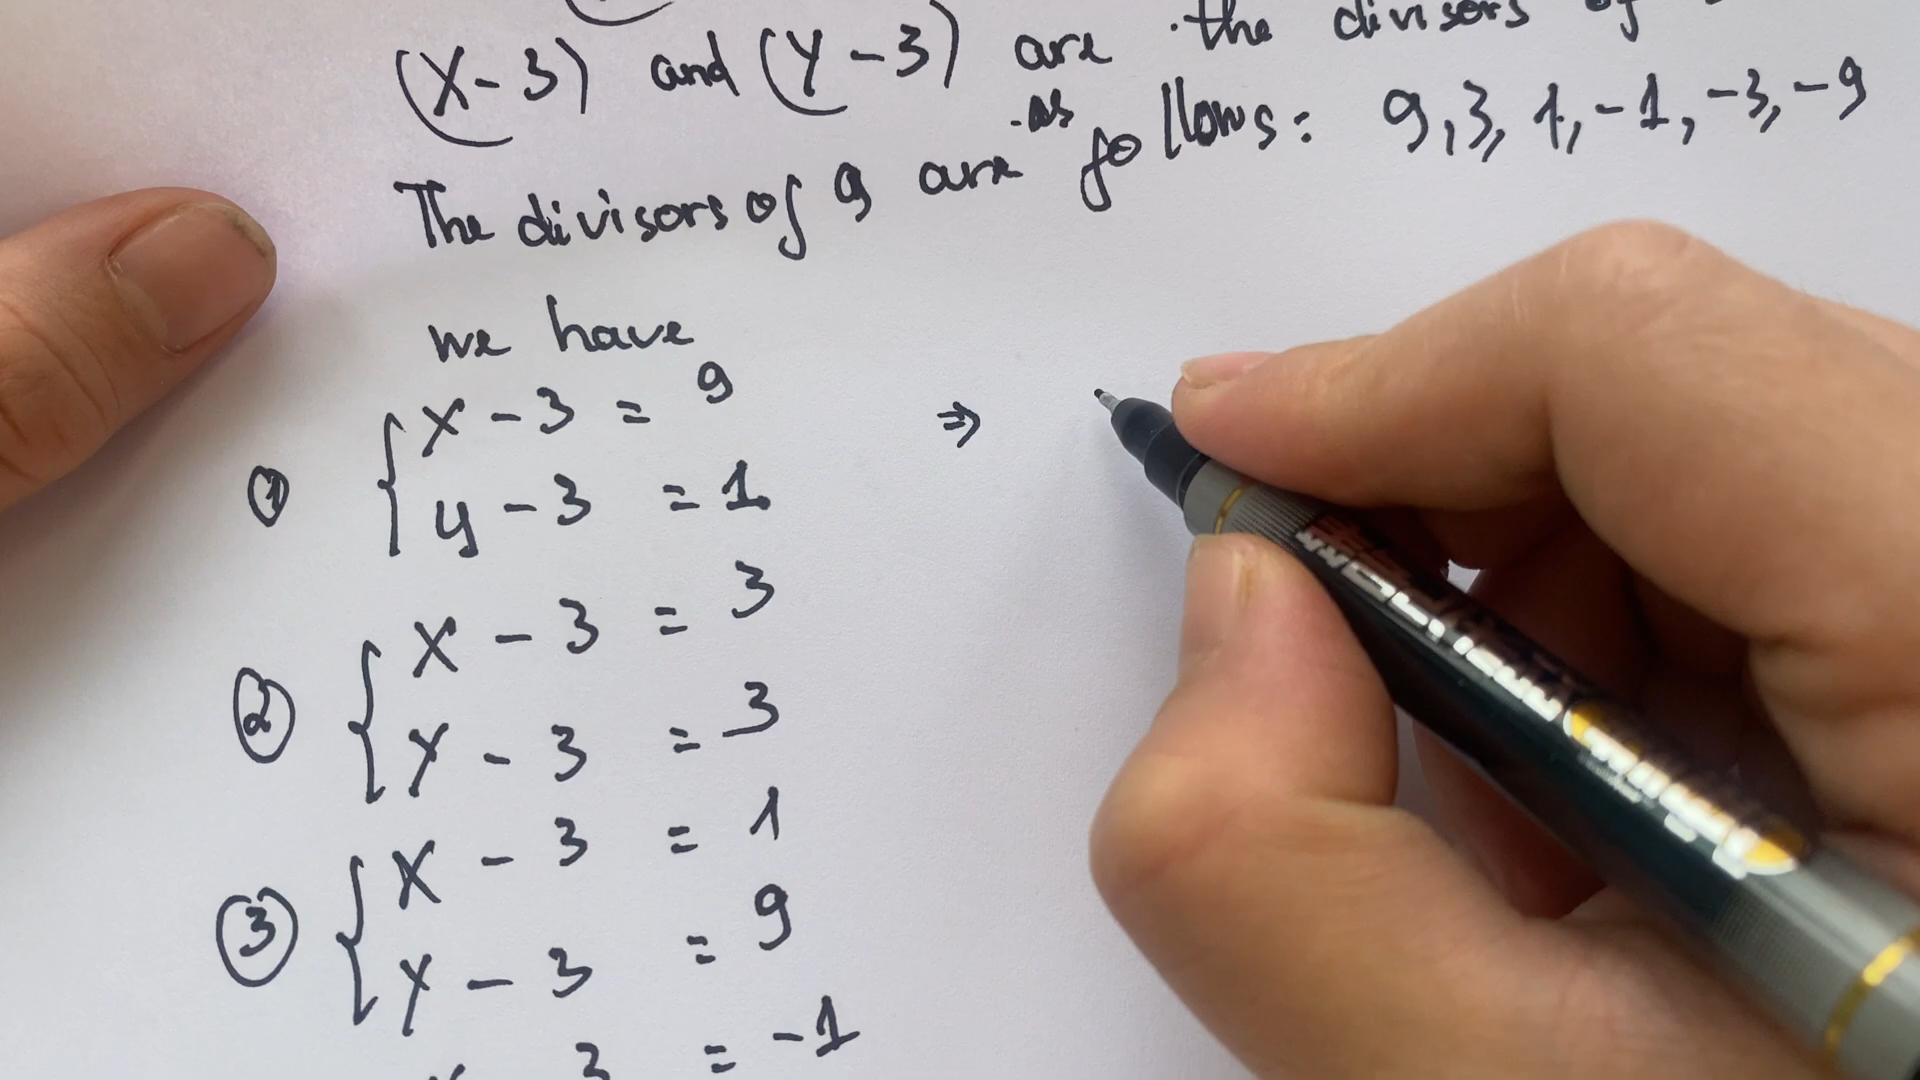 (x-3) and (y-3) are the divisors of
The divisors of 9 are as follows: 9, 3, 1, -1, -3, -9
we have
① { x - 3 = 9 ⇒
y - 3 = 1
② { x - 3 = 3
y - 3 = 3
③ { x - 3 = 1
y - 3 = 9
x 3 = -1